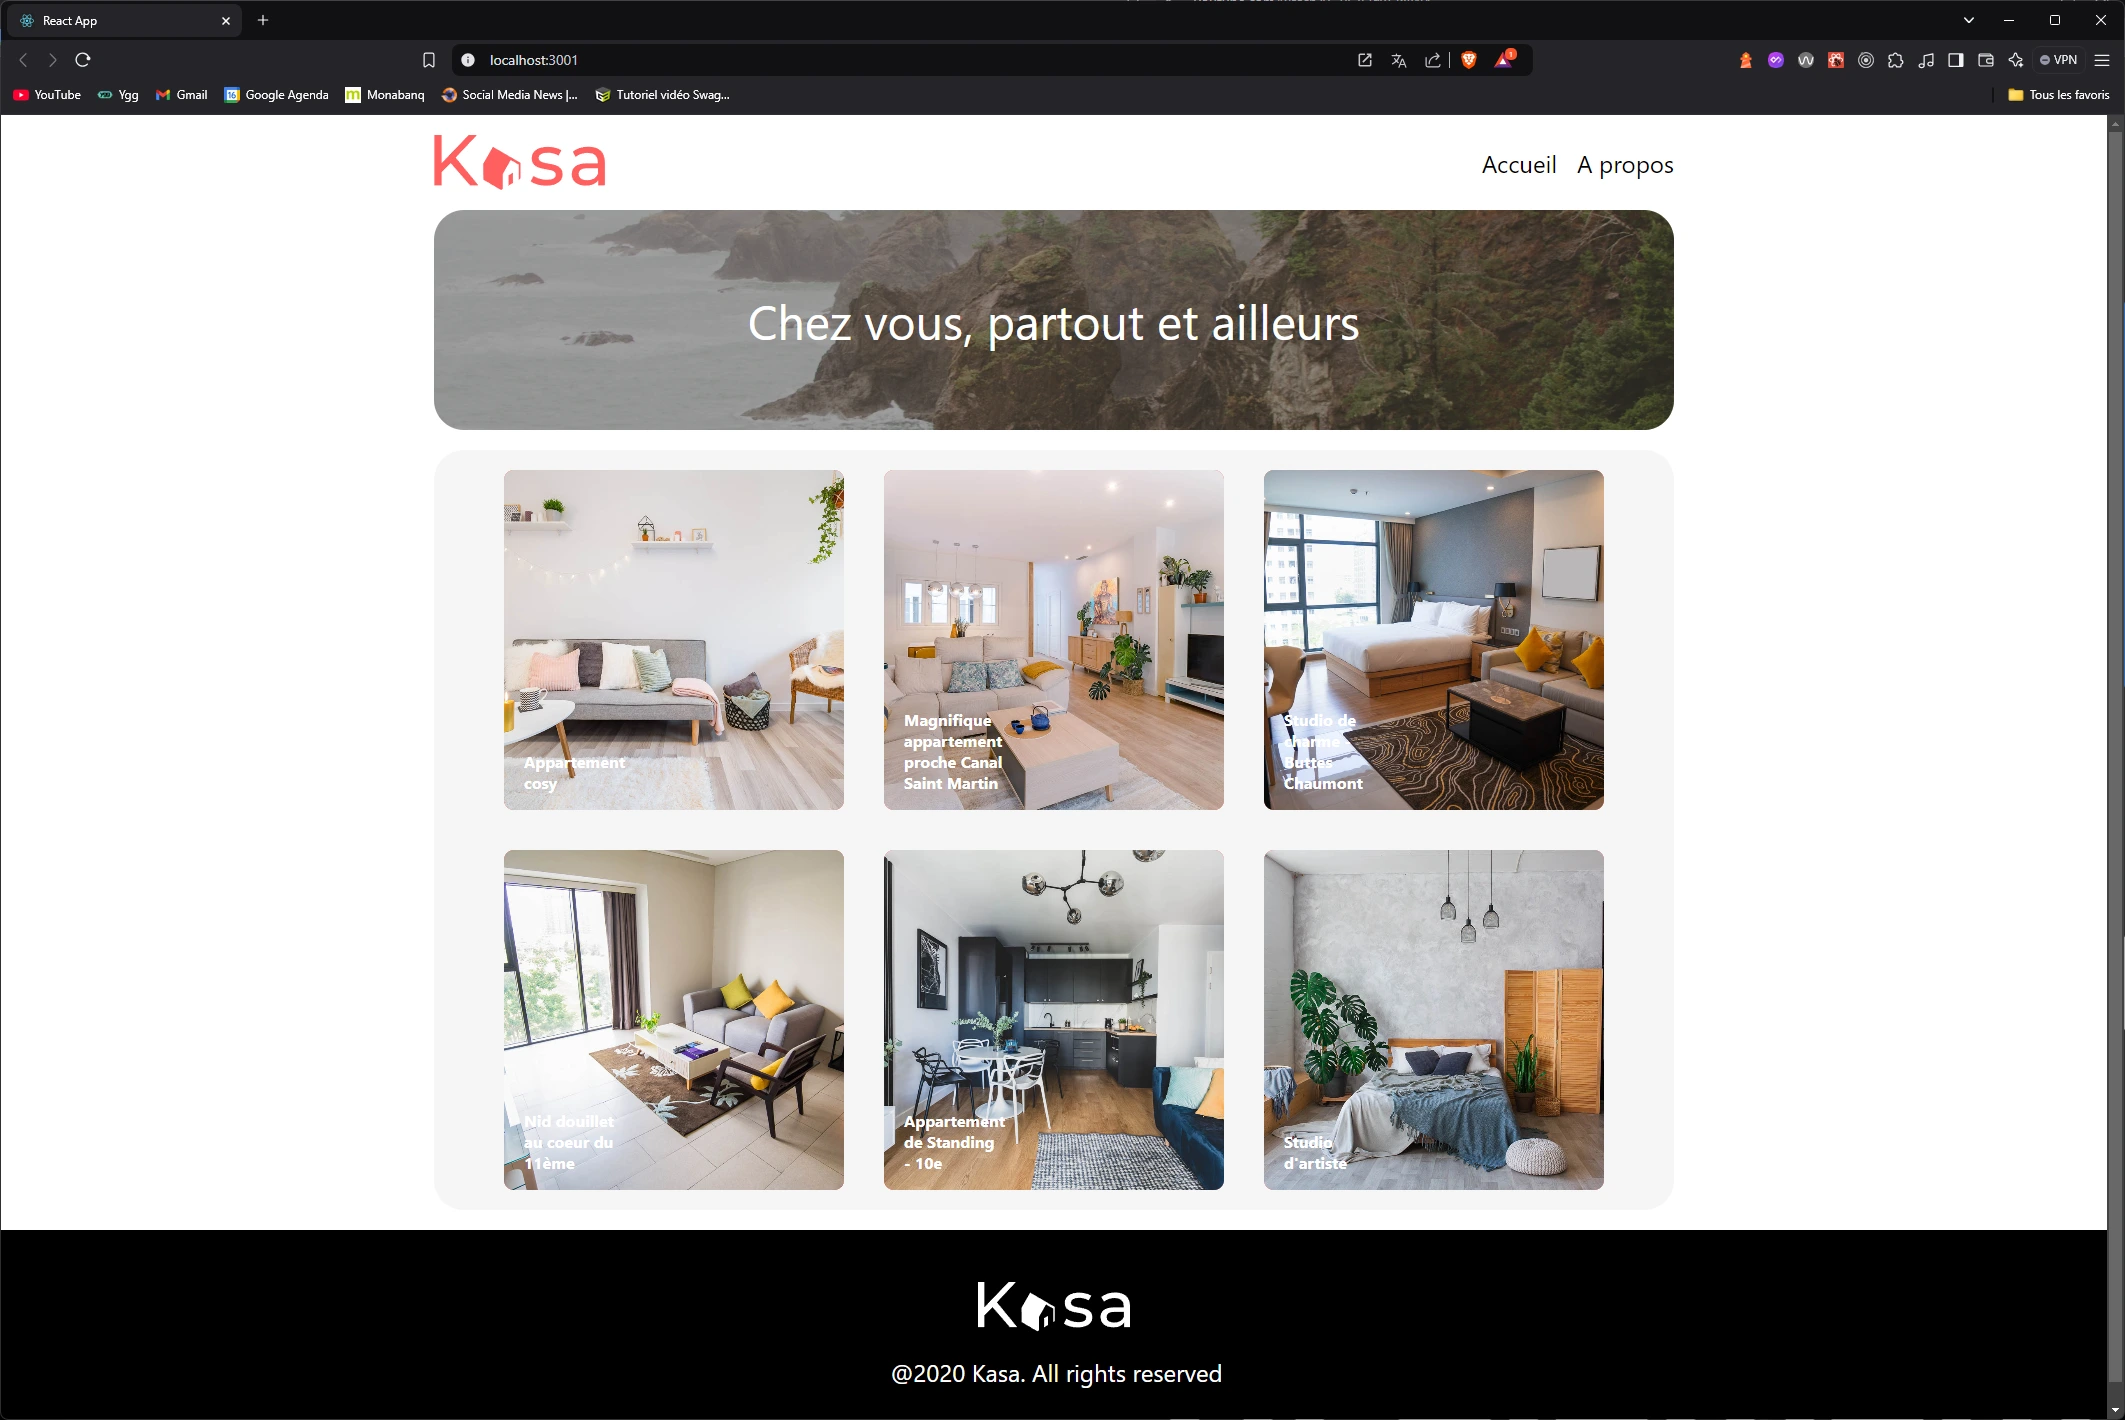 React App
localhost:3001
1
VPN
YouTube
Ygg
Gmail
16
Google Agenda
m
Monabanq
Social Media News |...
Tutoriel vidéo Swag...
Tous les favoris
Kasa
Accueil
A propos
Chez vous, partout et ailleurs
Appartement
cosy
Magnifique
appartement
proche Canal
Saint Martin
Studio de
charme -
Buttes
Chaumont
Nid douillet
au coeur du
11ème
Appartement
de Standing
- 10e
Studio
d'artiste
Kasa
@2020 Kasa. All rights reserved